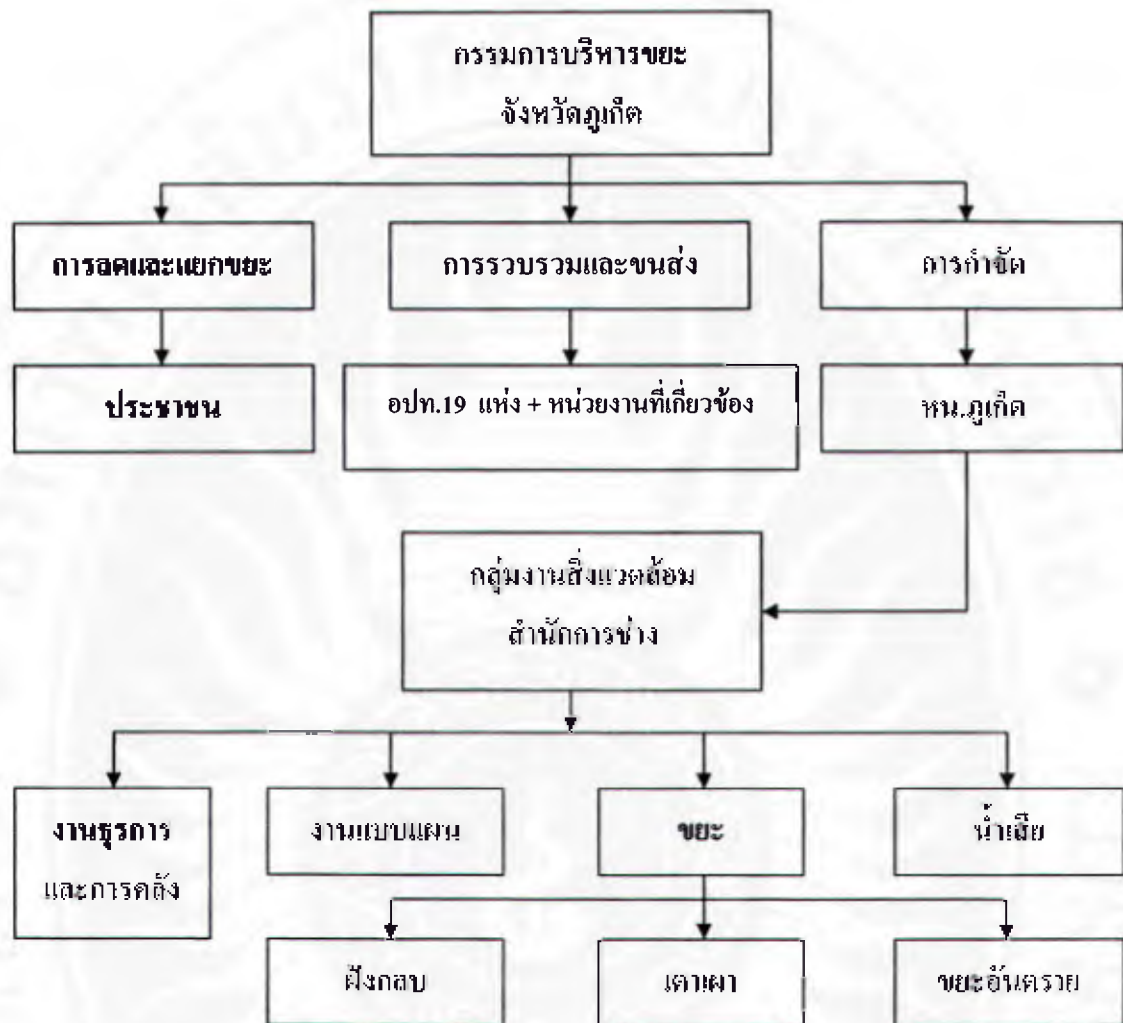 กรรมการบริหารขยะ
จังหวัดภูเก็ต
การลดและแยกขยะ
การรวบรวมและขนส่ง
การกำจัด
ประชาชน
อปท.19 แห่ง + หน่วยงานที่เกี่ยวข้อง
ทน.ภูเก็ต
กลุ่มงานสิ่งแวดล้อม
สำนักการช่าง
งานธุรการ
และการคลัง
งานแบบแผน
ขยะ
น้ำเสีย
ฝังกลบ
เตาเผา
ขยะอันตราย